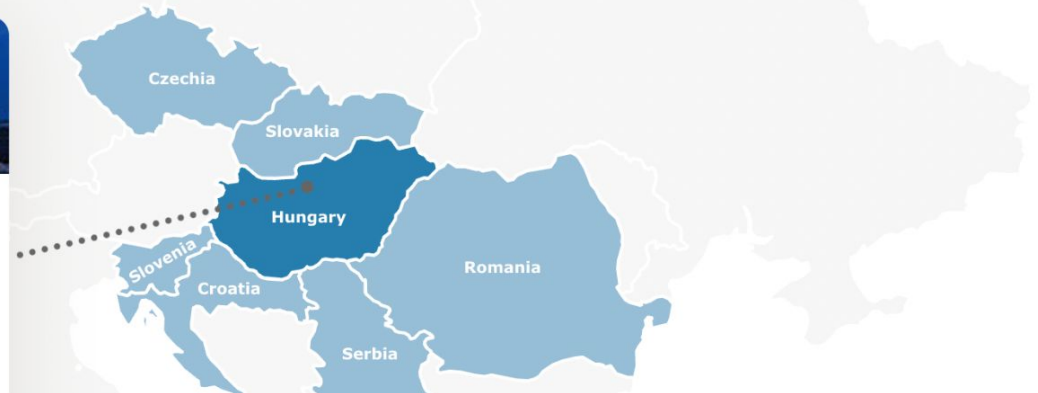 Czechia
Slovakia
Hungary
Slovenia
Romania
Croatia
Serbia